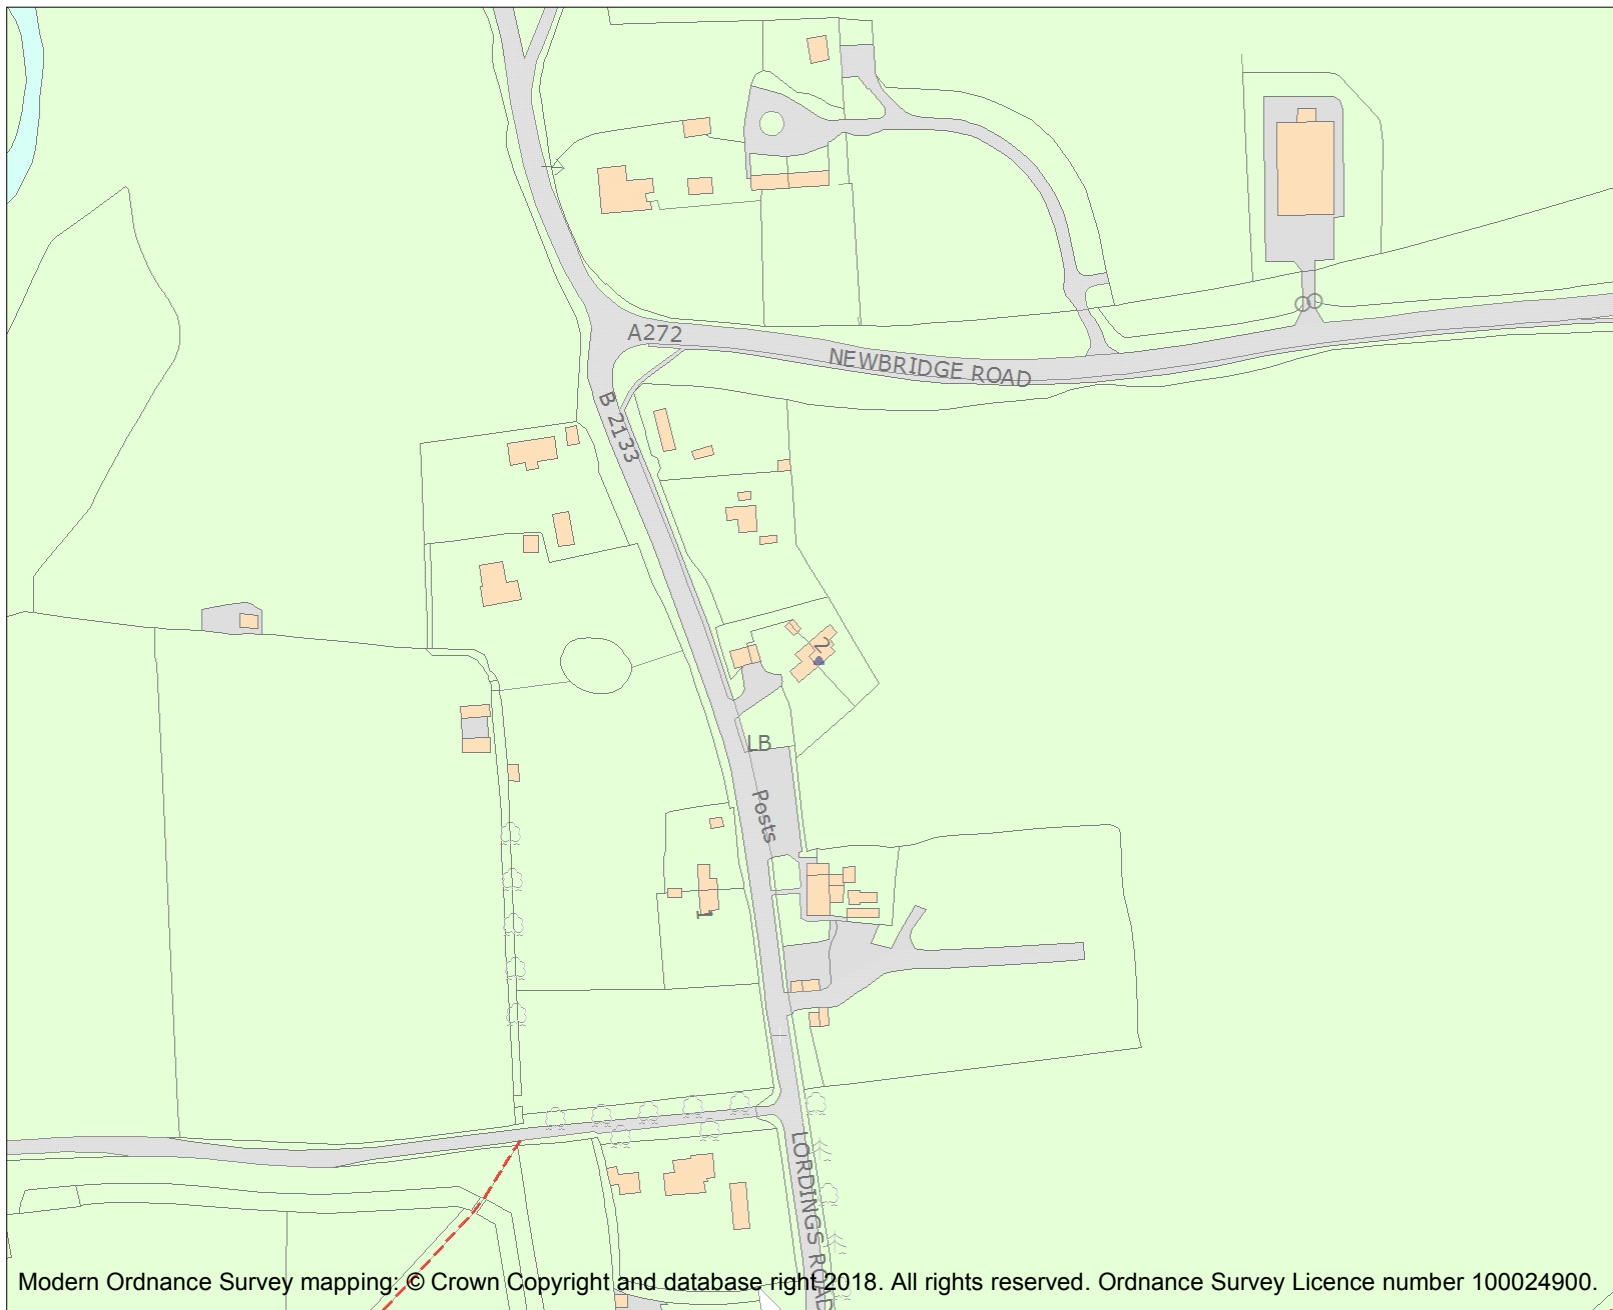 A272
NEWBRIDGE ROAD
B 2133
2
LB
Posts
1
LORDINGS ROAD
Modern Ordnance Survey mapping: © Crown Copyright and database right 2018. All rights reserved. Ordnance Survey Licence number 100024900.